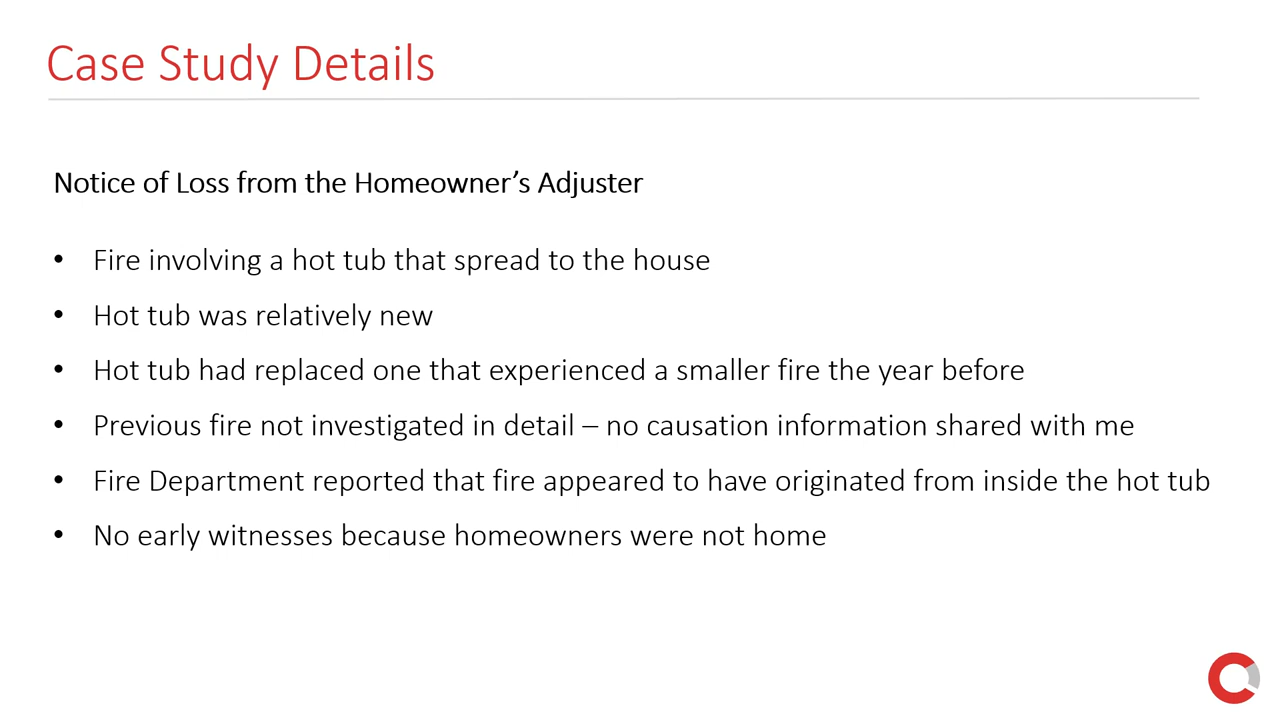 Case Study Details
Notice of Loss from the Homeowner’s Adjuster
• Fire involving a hot tub that spread to the house
• Hot tub was relatively new
• Hot tub had replaced one that experienced a smaller fire the year before
• Previous fire not investigated in detail – no causation information shared with me
• Fire Department reported that fire appeared to have originated from inside the hot tub
• No early witnesses because homeowners were not home